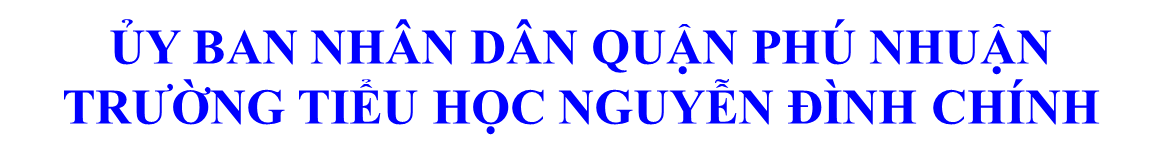 ỦY BAN NHÂN DÂN QUẬN PHÚ NHUẬN
TRƯỜNG TIỂU HỌC NGUYỄN ĐÌNH CHÍNH